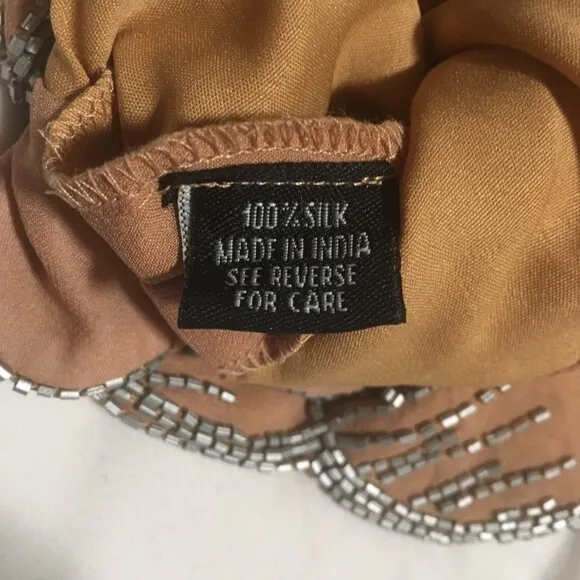 100% SILK
MADE IN INDIA
SEE REVERSE
FOR CARE